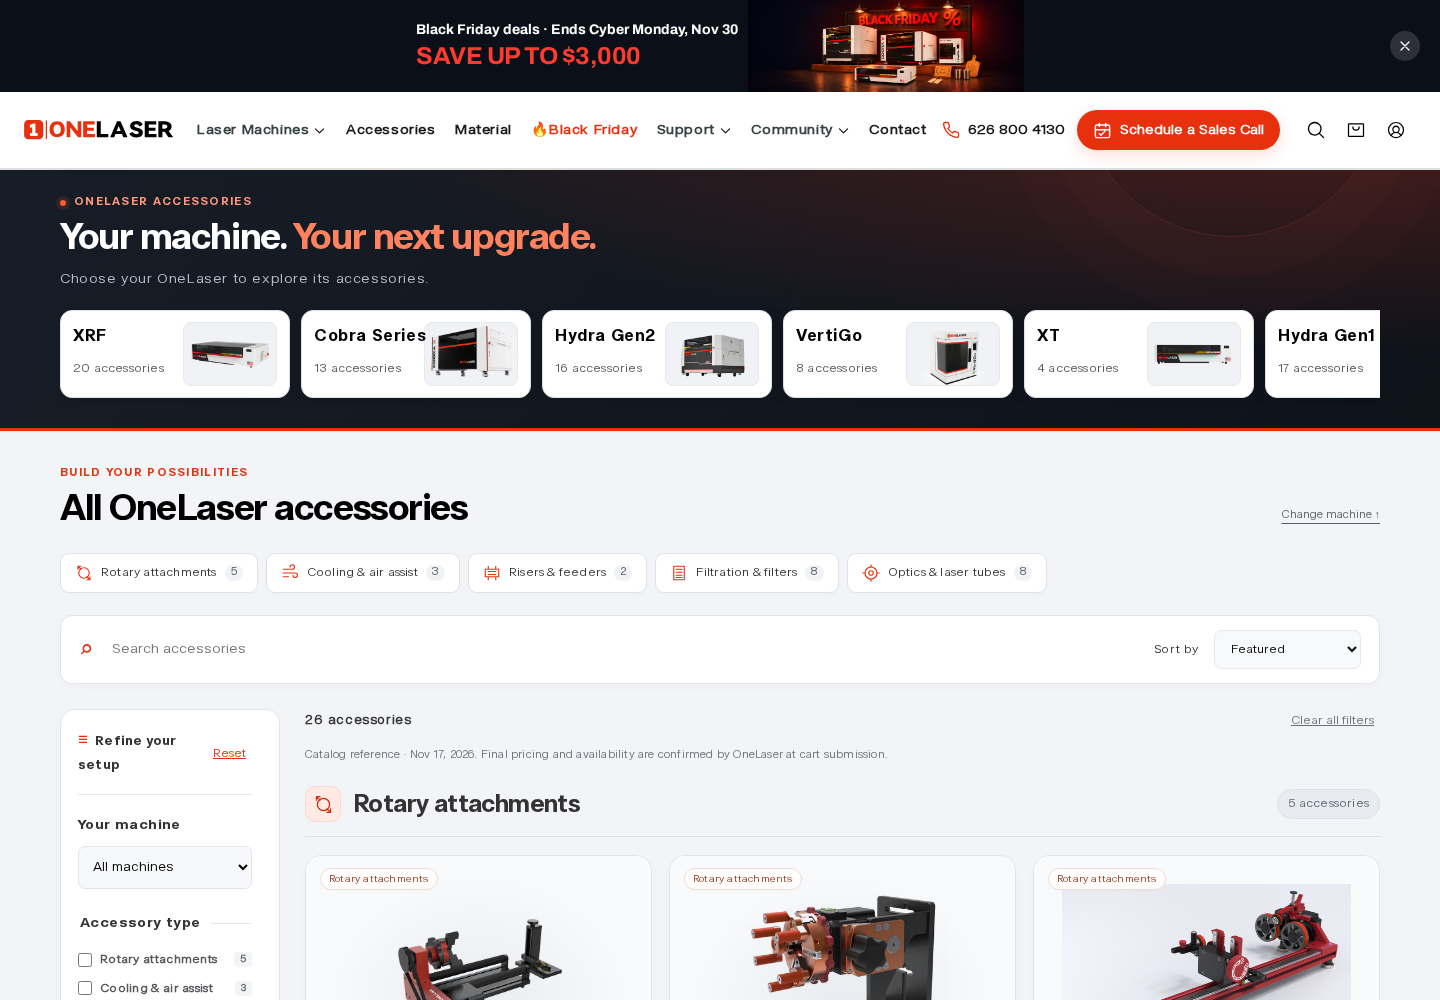 Black Friday deals · Ends Cyber Monday, Nov 30
SAVE UP TO $3,000
BLACK FRIDAY %
1 ONELASER
Laser Machines
Accessories
Material
🔥Black Friday
Support
Community
Contact
626 800 4130
Schedule a Sales Call
ONELASER ACCESSORIES
Your machine. Your next upgrade.
Choose your OneLaser to explore its accessories.
XRF
20 accessories
Cobra Series
13 accessories
Hydra Gen2
16 accessories
VertiGo
8 accessories
XT
4 accessories
Hydra Gen1
17 accessories
BUILD YOUR POSSIBILITIES
All OneLaser accessories
Change machine ↑
Rotary attachments 5
Cooling & air assist 3
Risers & feeders 2
Filtration & filters 8
Optics & laser tubes 8
Search accessories
Sort by
Featured
Refine your
setup
Reset
Your machine
All machines
Accessory type
Rotary attachments 5
Cooling & air assist 3
26 accessories
Clear all filters
Catalog reference · Nov 17, 2026. Final pricing and availability are confirmed by OneLaser at cart submission.
Rotary attachments
5 accessories
Rotary attachments
Rotary attachments
Rotary attachments